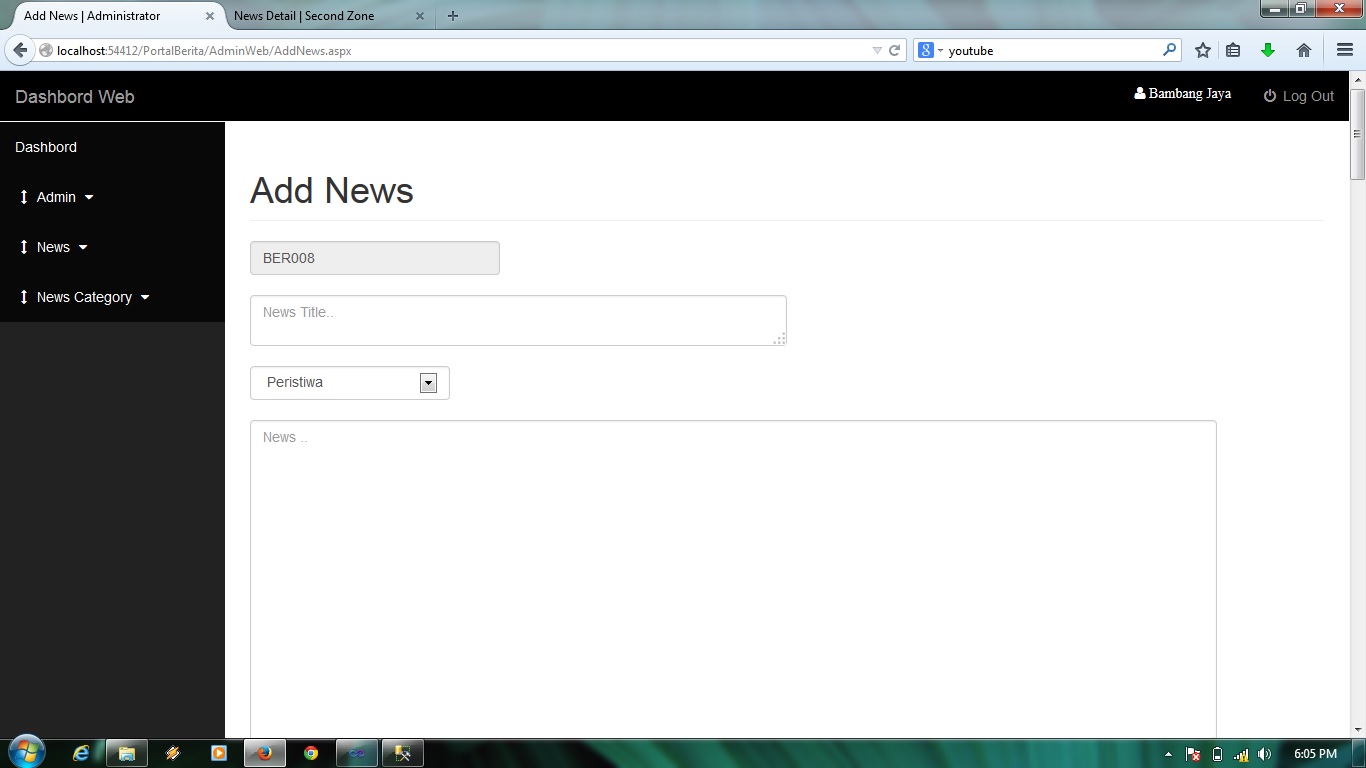 Add News | Administrator
News Detail | Second Zone
localhost:54412/PortalBerita/AdminWeb/AddNews.aspx
youtube
Dashbord Web
Bambang Jaya
Log Out
Dashbord
Admin
News
News Category
Add News
BER008
News Title..
Peristiwa
News ..
6:05 PM